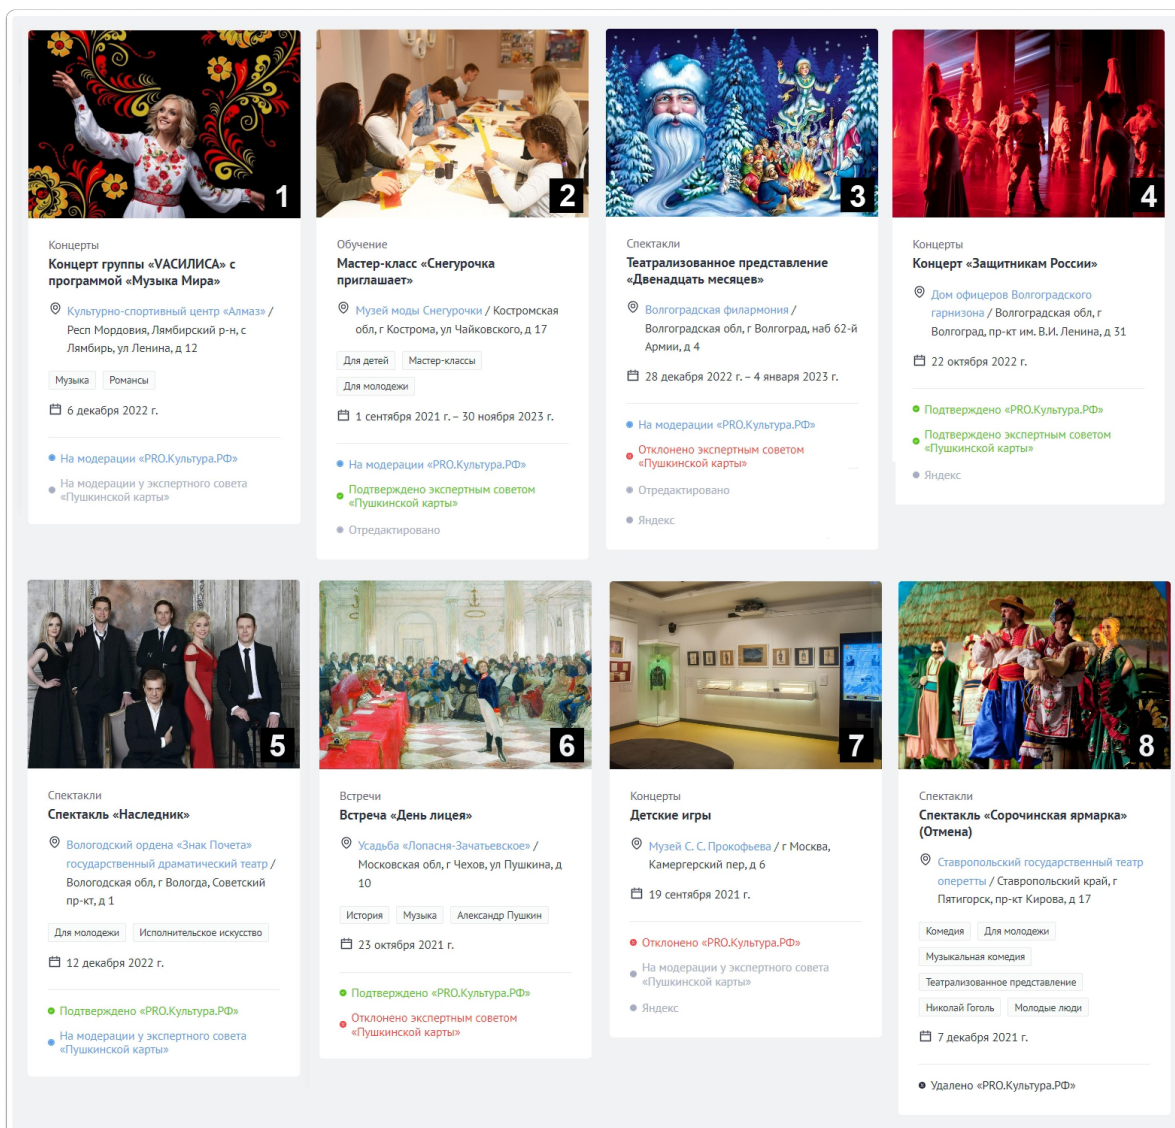 1
Концерты
Концерт группы «VАСИЛИСА» с
программой «Музыка Мира»
Культурно-спортивный центр «Алмаз» /
Респ Мордовия, Лямбирский р-н, с
Лямбирь, ул Ленина, д 12
Музыка Романсы
6 декабря 2022 г.
На модерации «PRO.Культура.РФ»
На модерации у экспертного совета
«Пушкинской карты»
2
Обучение
Мастер-класс «Снегурочка
приглашает»
Музей моды Снегурочки / Костромская
обл, г Кострома, ул Чайковского, д 17
Для детей Мастер-классы
Для молодежи
1 сентября 2021 г. – 30 ноября 2023 г.
На модерации «PRO.Культура.РФ»
Подтверждено экспертным советом
«Пушкинской карты»
Отредактировано
3
Спектакли
Театрализованное представление
«Двенадцать месяцев»
Волгоградская филармония /
Волгоградская обл, г Волгоград, наб 62-й
Армии, д 4
28 декабря 2022 г. – 4 января 2023 г.
На модерации «PRO.Культура.РФ»
Отклонено экспертным советом
«Пушкинской карты»
Отредактировано
Яндекс
4
Концерты
Концерт «Защитникам России»
Дом офицеров Волгоградского
гарнизона / Волгоградская обл, г
Волгоград, пр-кт им. В.И. Ленина, д 31
22 октября 2022 г.
Подтверждено «PRO.Культура.РФ»
Подтверждено экспертным советом
«Пушкинской карты»
Яндекс
5
Спектакли
Спектакль «Наследник»
Вологодский ордена «Знак Почета»
государственный драматический театр /
Вологодская обл, г Вологда, Советский
пр-кт, д 1
Для молодежи Исполнительское искусство
12 декабря 2022 г.
Подтверждено «PRO.Культура.РФ»
На модерации у экспертного совета
«Пушкинской карты»
6
Встречи
Встреча «День лицея»
Усадьба «Лопасня-Зачатьевское» /
Московская обл, г Чехов, ул Пушкина, д
10
История Музыка Александр Пушкин
23 октября 2021 г.
Подтверждено «PRO.Культура.РФ»
Отклонено экспертным советом
«Пушкинской карты»
7
Концерты
Детские игры
Музей С. С. Прокофьева / г Москва,
Камергерский пер, д 6
19 сентября 2021 г.
Отклонено «PRO.Культура.РФ»
На модерации у экспертного совета
«Пушкинской карты»
Яндекс
8
Спектакли
Спектакль «Сорочинская ярмарка»
(Отмена)
Ставропольский государственный театр
оперетты / Ставропольский край, г
Пятигорск, пр-кт Кирова, д 17
Комедия Для молодежи
Музыкальная комедия
Театрализованное представление
Николай Гоголь Молодые люди
7 декабря 2021 г.
Удалено «PRO.Культура.РФ»